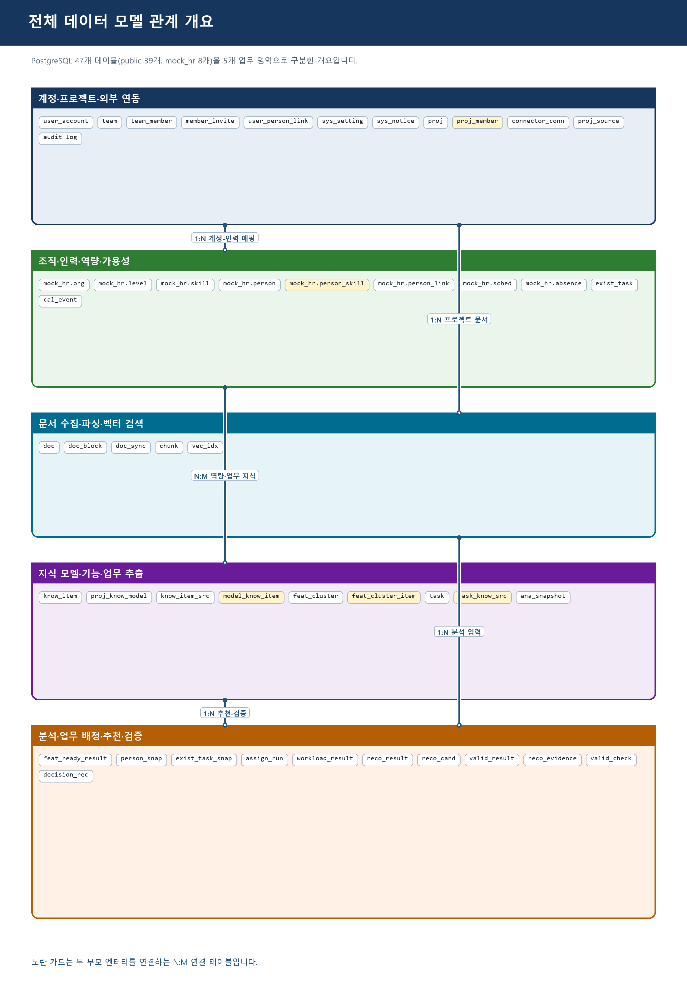 전체 데이터 모델 관계 개요
PostgreSQL 47개 테이블(public 39개, mock_hr 8개)을 5개 업무 영역으로 구분한 개요입니다.
계정·프로젝트·외부 연동
user_account team team_member member_invite user_person_link sys_setting sys_notice proj proj_member connector_conn proj_source
audit_log
1:N 계정-인력 매핑
조직·인력·역량·가용성
mock_hr.org mock_hr.level mock_hr.skill mock_hr.person mock_hr.person_skill mock_hr.person_link mock_hr.sched mock_hr.absence exist_task
cal_event
1:N 프로젝트 문서
문서 수집·파싱·벡터 검색
doc doc_block doc_sync chunk vec_idx
N:M 역량·업무 지식
지식 모델·기능·업무 추출
know_item proj_know_model know_item_src model_know_item feat_cluster feat_cluster_item task ask_know_src ana_snapshot
1:N 분석 입력
1:N 추천·검증
분석·업무 배정·추천·검증
feat_ready_result person_snap exist_task_snap assign_run workload_result reco_result reco_cand valid_result reco_evidence valid_check
decision_rec
노란 카드는 두 부모 엔터티를 연결하는 N:M 연결 테이블입니다.